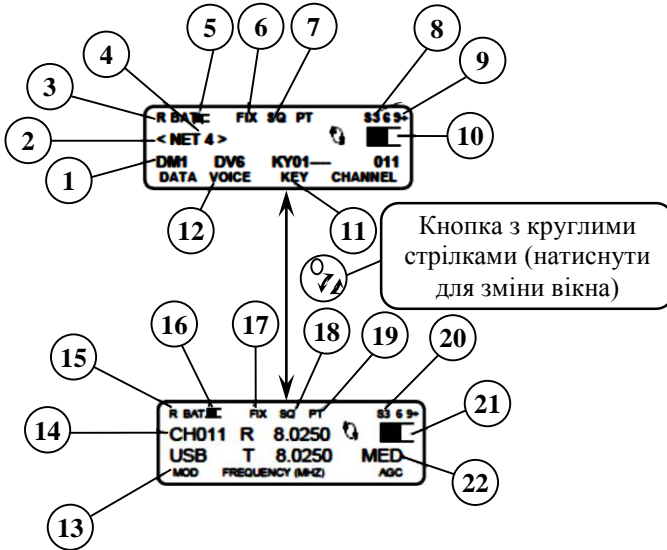 5 6 7 8 9
4
3
2
1
R BAT FIX SQ PT S3 6 9+
< NET 4 >
DM1 DV6 KY01---- 011
DATA VOICE KEY CHANNEL
10
12 11
Кнопка з круглими
стрілками (натиснути
для зміни вікна)
16 17 18 19 20
15
14
R BAT FIX SQ PT S3 6 9+
CH011 R 8.0250
USB T 8.0250 MED
MOD FREQUENCY (MHZ) AGC
21
22
13